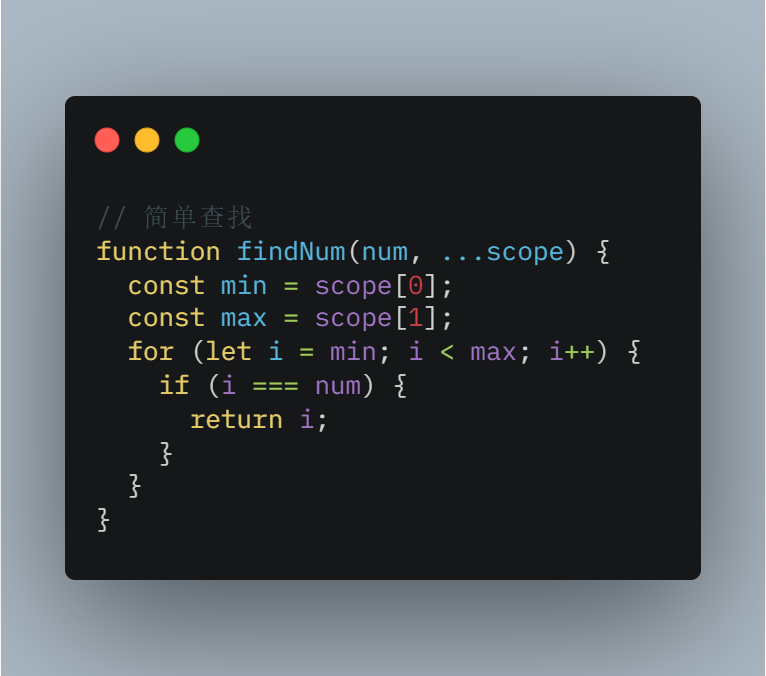 // 简单查找
function findNum(num, ...scope) {
  const min = scope[0];
  const max = scope[1];
  for (let i = min; i < max; i++) {
    if (i === num) {
      return i;
    }
  }
}